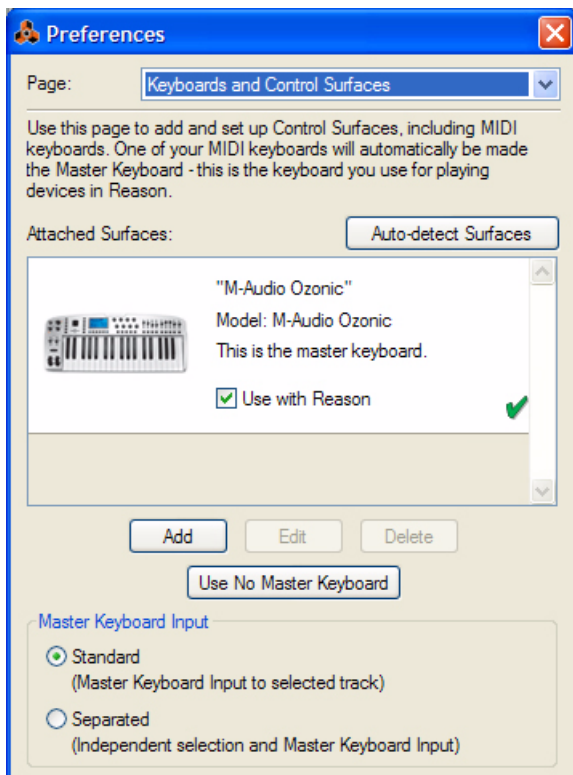 Preferences
Page: Keyboards and Control Surfaces
Use this page to add and set up Control Surfaces, including MIDI
keyboards. One of your MIDI keyboards will automatically be made
the Master Keyboard - this is the keyboard you use for playing
devices in Reason.
Attached Surfaces: Auto-detect Surfaces
"M-Audio Ozonic"
Model: M-Audio Ozonic
This is the master keyboard.
Use with Reason
Add Edit Delete
Use No Master Keyboard
Master Keyboard Input
Standard
(Master Keyboard Input to selected track)
Separated
(Independent selection and Master Keyboard Input)